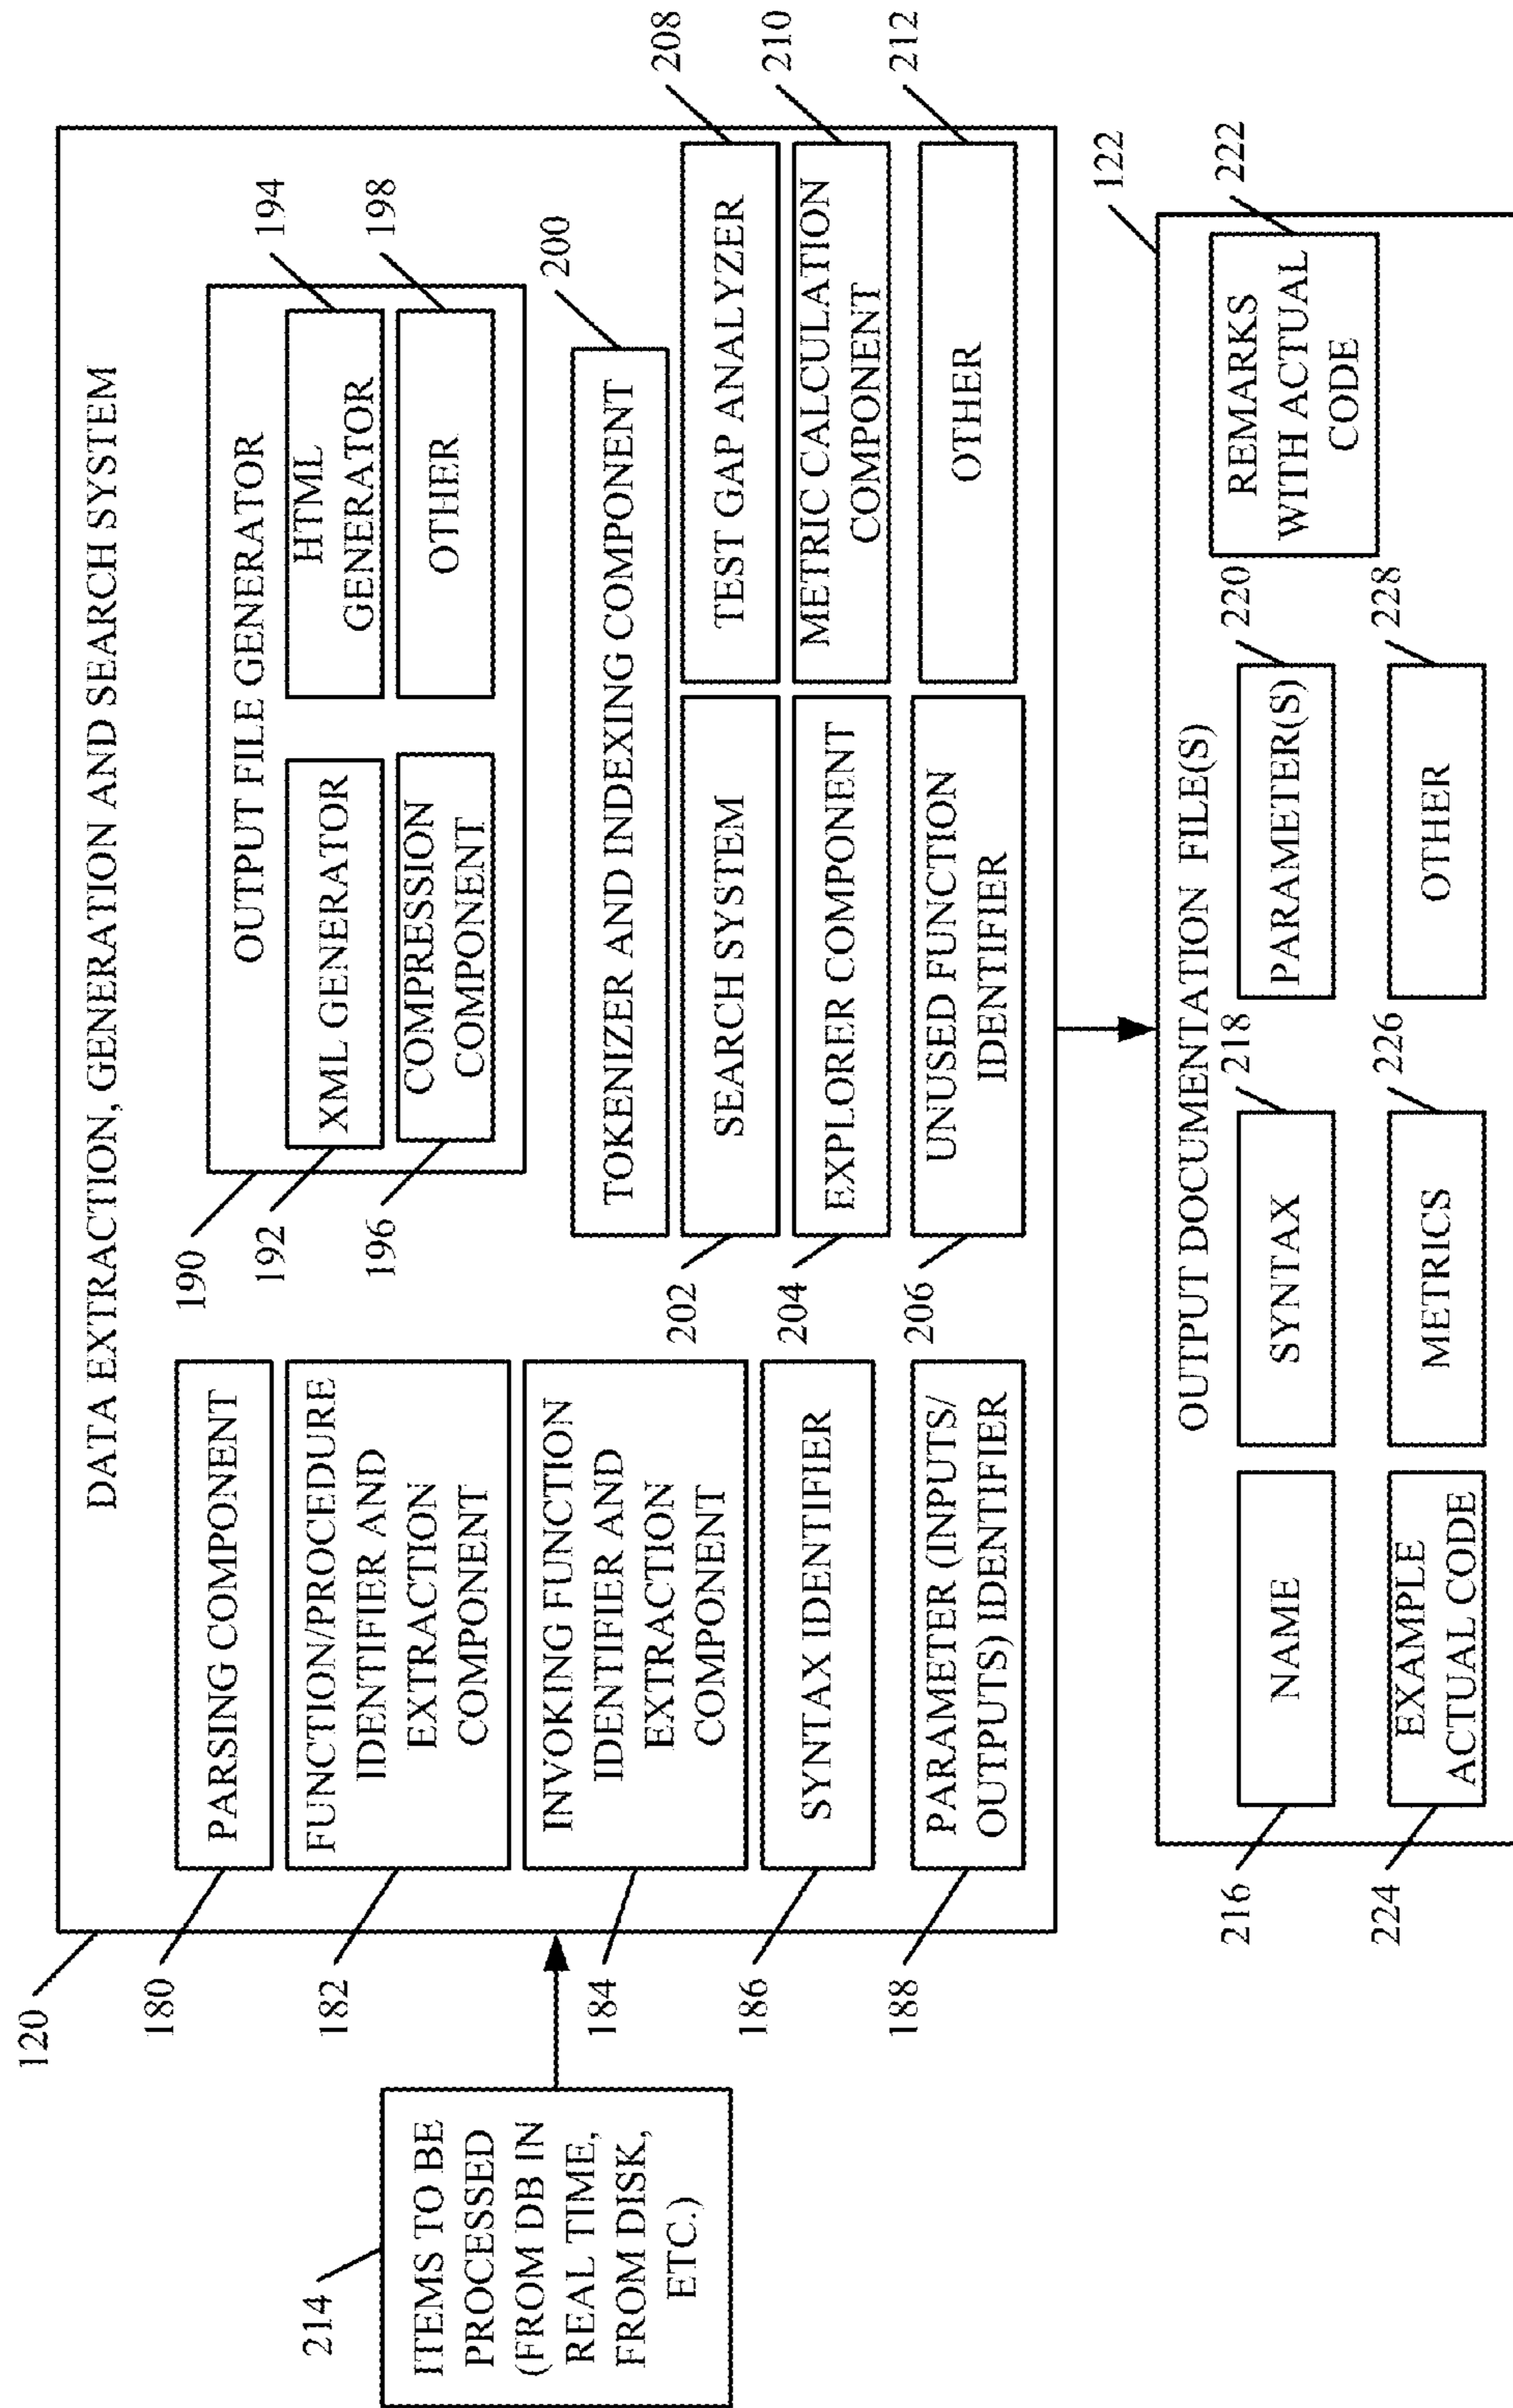 DATA EXTRACTION, GENERATION AND SEARCH SYSTEM
120
214
ITEMS TO BE
PROCESSED
(FROM DB IN
REAL TIME,
FROM DISK,
ETC.)
180
PARSING COMPONENT
182
FUNCTION/PROCEDURE
IDENTIFIER AND
EXTRACTION
COMPONENT
184
INVOKING FUNCTION
IDENTIFIER AND
EXTRACTION
COMPONENT
186
SYNTAX IDENTIFIER
188
PARAMETER (INPUTS/
OUTPUTS) IDENTIFIER
190
OUTPUT FILE GENERATOR
192
XML GENERATOR
HTML
GENERATOR
194
196
COMPRESSION
COMPONENT
OTHER
198
TOKENIZER AND INDEXING COMPONENT
200
202
SEARCH SYSTEM
TEST GAP ANALYZER
208
204
EXPLORER COMPONENT
METRIC CALCULATION
COMPONENT
210
206
UNUSED FUNCTION
IDENTIFIER
OTHER
212
122
OUTPUT DOCUMENTATION FILE(S)
216
NAME
218
SYNTAX
220
PARAMETER(S)
222
REMARKS
WITH ACTUAL
CODE
224
EXAMPLE
ACTUAL CODE
226
METRICS
228
OTHER